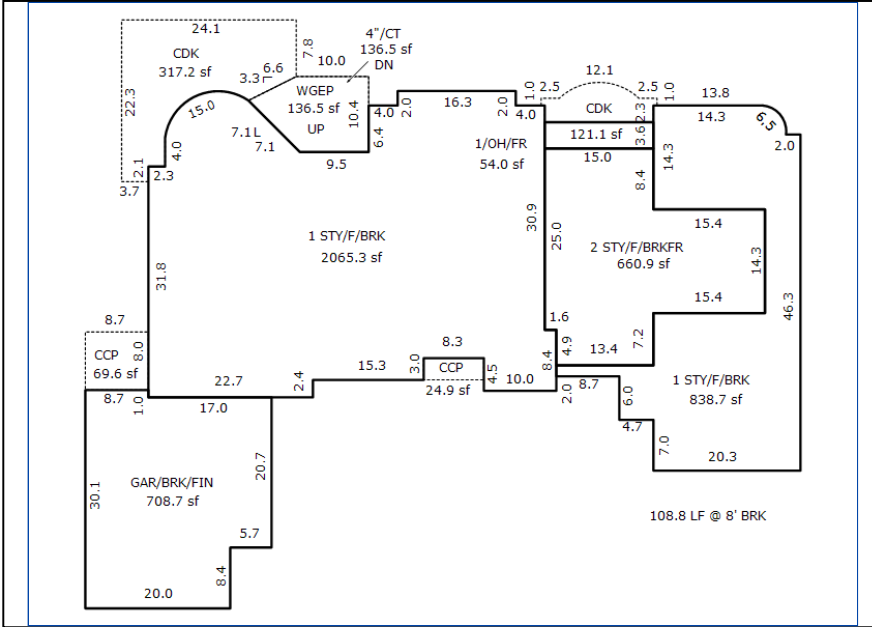 24.1
4"/CT
136.5 sf
DN
CDK
317.2 sf
7.8
6.6
3.3
10.0
WGEP
136.5 sf
UP
10.4
22.3
15.0
7.1 L
7.1
4.0
2.0
16.3
2.0
1.0
4.0
6.4
9.5
4.0
2.1
2.3
3.7
2.5
12.1
2.5
1.0
13.8
CDK
2.3
14.3
6.5
2.0
121.1 sf
3.6
15.0
1/OH/FR
54.0 sf
8.4
14.3
30.9
25.0
15.4
1 STY/F/BRK
2065.3 sf
2 STY/F/BRKFR
660.9 sf
14.3
31.8
15.4
46.3
8.7
1.6
4.9
7.2
CCP
69.6 sf
8.0
8.3
3.0
CCP
4.5
8.4
13.4
15.3
22.7
2.4
24.9 sf
10.0
2.0
8.7
6.0
1 STY/F/BRK
838.7 sf
8.7
1.0
17.0
4.7
7.0
20.3
20.7
GAR/BRK/FIN
708.7 sf
30.1
5.7
8.4
20.0
108.8 LF @ 8' BRK